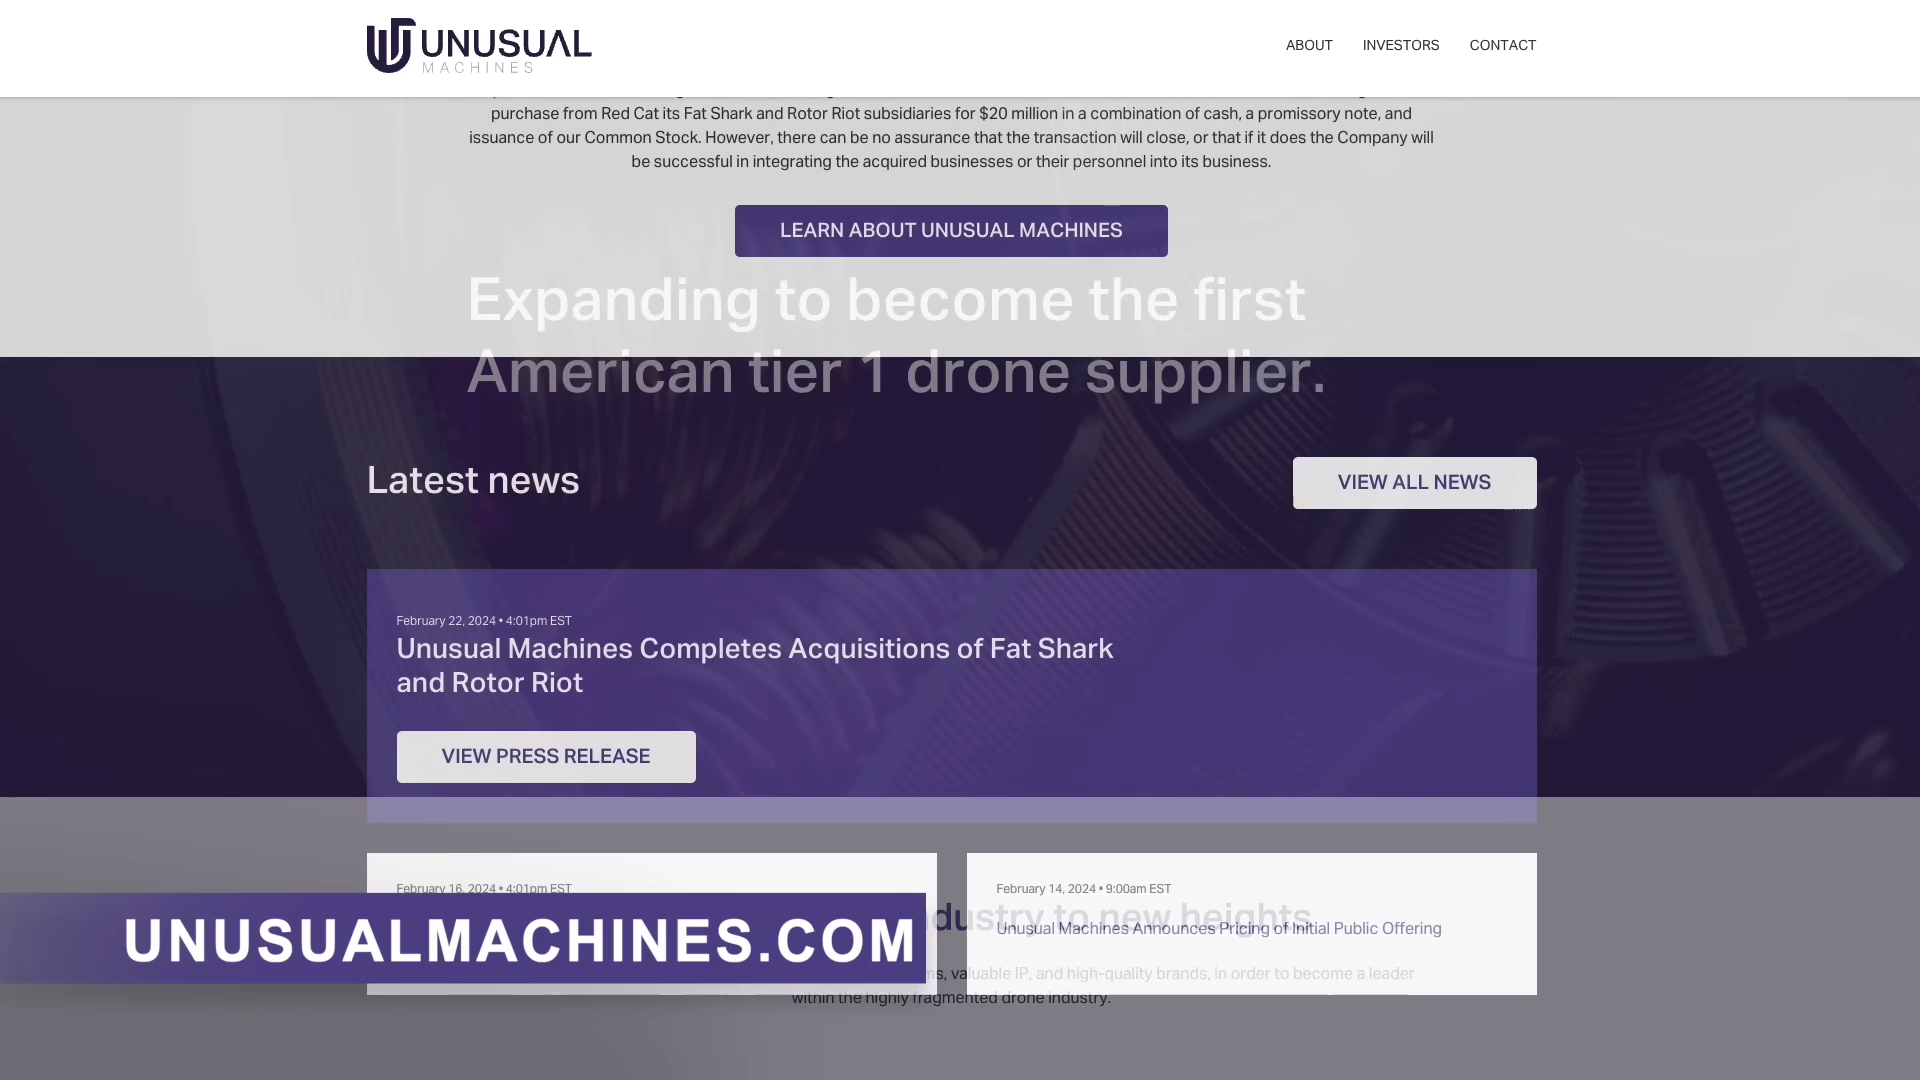 UNUSUAL
MACHINES
ABOUT
INVESTORS
CONTACT
purchase from Red Cat its Fat Shark and Rotor Riot subsidiaries for $20 million in a combination of cash, a promissory note, and
issuance of our Common Stock. However, there can be no assurance that the transaction will close, or that if it does the Company will
be successful in integrating the acquired businesses or their personnel into its business.
LEARN ABOUT UNUSUAL MACHINES
Expanding to become the first
American tier 1 drone supplier.
Latest news
VIEW ALL NEWS
February 22, 2024 • 4:01pm EST
Unusual Machines Completes Acquisitions of Fat Shark
and Rotor Riot
VIEW PRESS RELEASE
February 16, 2024 • 4:01pm EST
February 14, 2024 • 9:00am EST
to new heights
Unusual Machines Announces Pricing of Initial Public Offering
UNUSUALMACHINES.COM
valuable IP, and high-quality brands, in order to become a leader
within the highly fragmented drone industry.